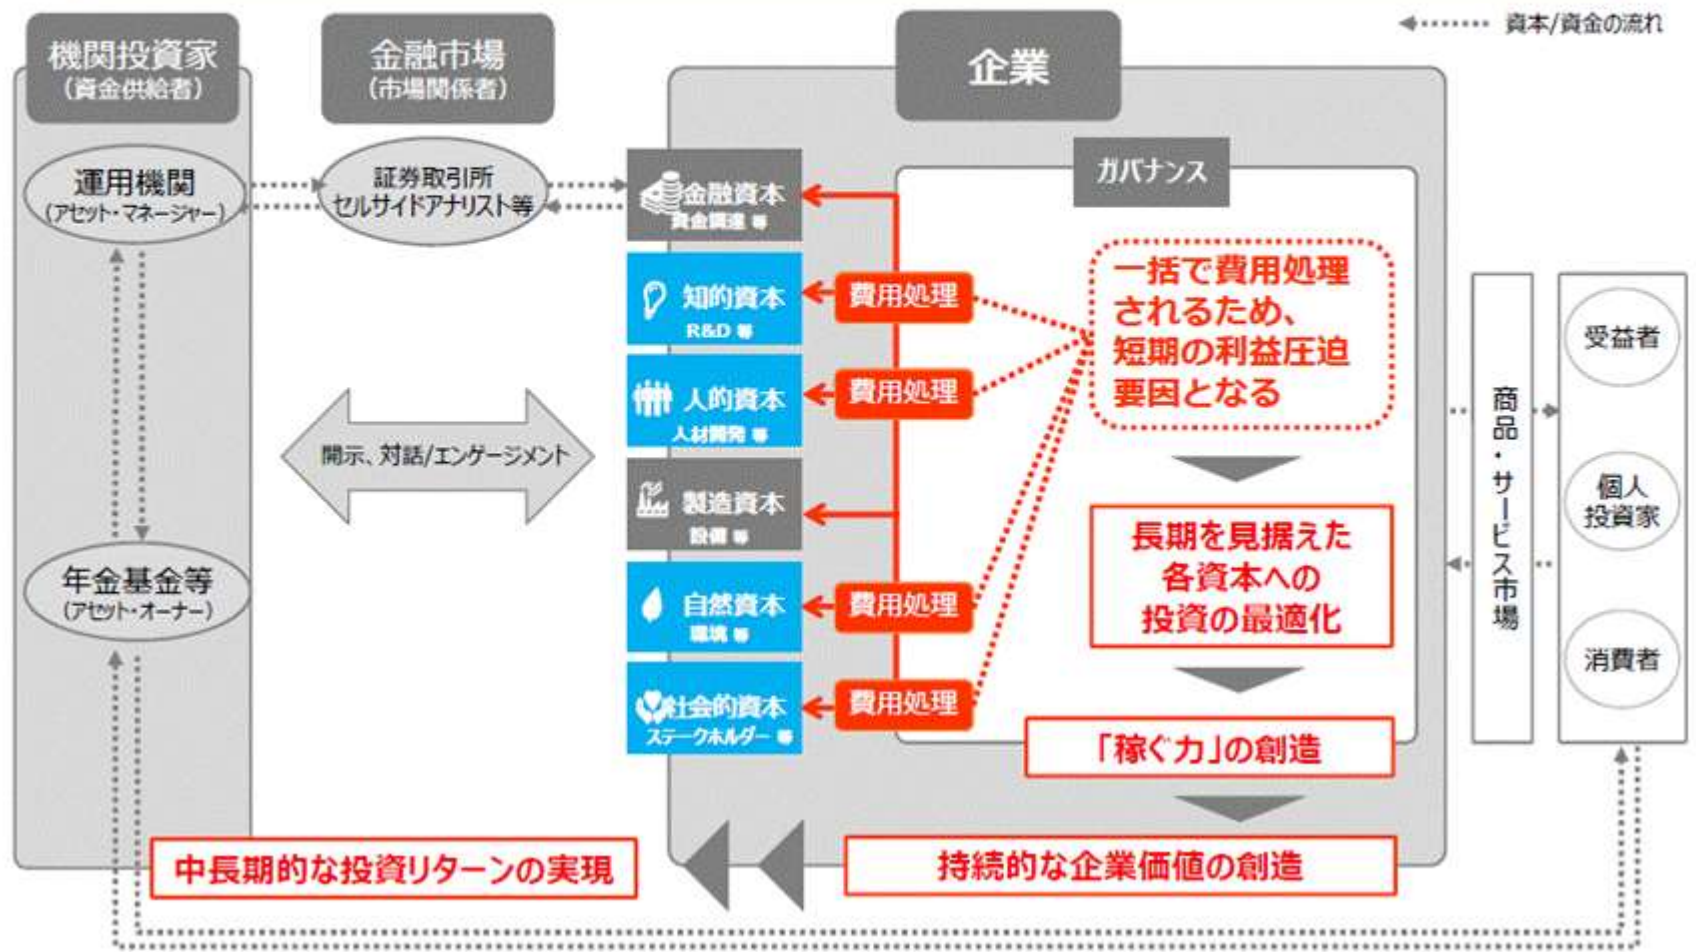 資本/資金の流れ
機関投資家
（資金供給者）
金融市場
（市場関係者）
企業
運用機関
（アセット・マネージャー）
証券取引所
セルサイドアナリスト等
年金基金等
（アセット・オーナー）
開示、対話/エンゲージメント
金融資本
資金調達 等
知的資本
R&D 等
人的資本
人材開発 等
製造資本
設備 等
自然資本
環境 等
社会的資本
ステークホルダー 等
費用処理
費用処理
費用処理
費用処理
ガバナンス
一括で費用処理
されるため、
短期の利益圧迫
要因となる
長期を見据えた
各資本への
投資の最適化
「稼ぐ力」の創造
持続的な企業価値の創造
中長期的な投資リターンの実現
商品・サービス市場
受益者
個人
投資家
消費者